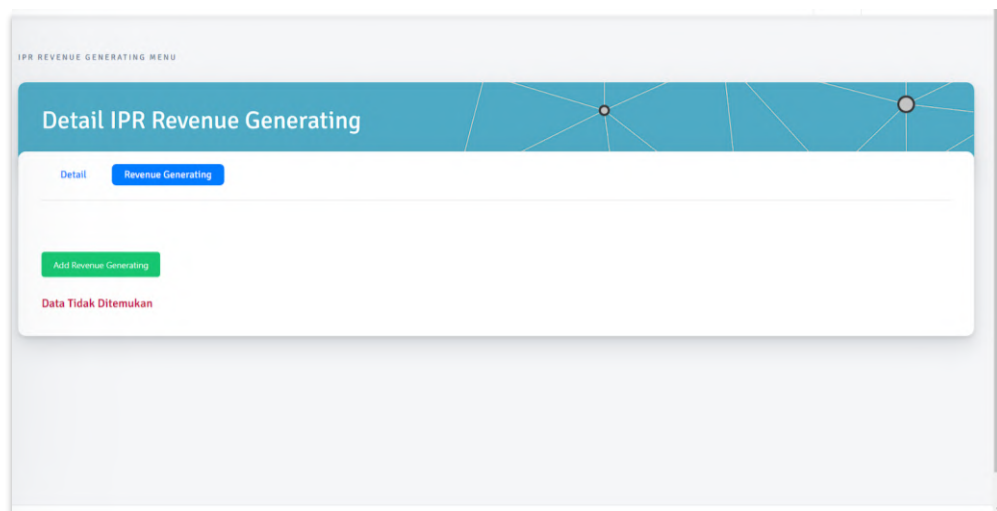 IPR REVENUE GENERATING MENU
Detail IPR Revenue Generating
Detail
Revenue Generating
Add Revenue Generating
Data Tidak Ditemukan